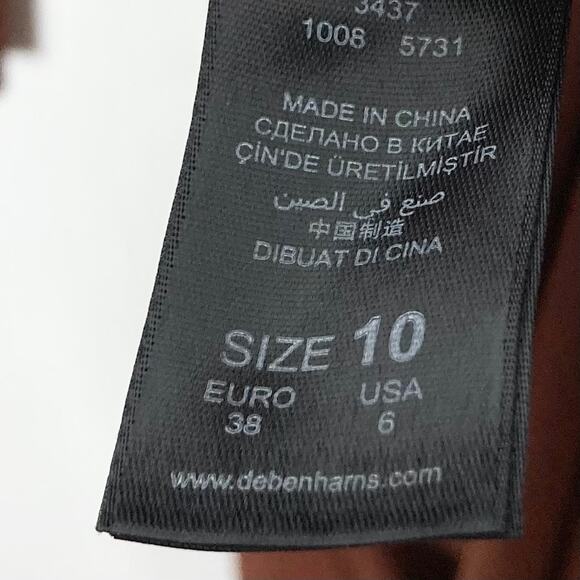 3437
1008 5731
MADE IN CHINA
СДЕЛАНО В КИТАЕ
ÇİN'DE ÜRETİLMİŞTİR
صنع في الصين
中国制造
DIBUAT DI CINA
SIZE 10
EURO USA
38 6
www.debenhams.com